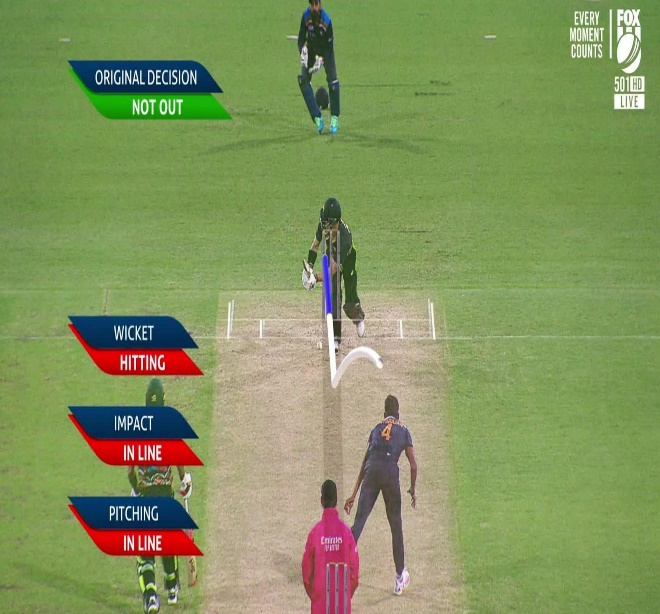 EVERY
MOMENT
COUNTS
FOX
501 HD
LIVE
ORIGINAL DECISION
NOT OUT
WICKET
HITTING
IMPACT
IN LINE
4
PITCHING
IN LINE
Emirates